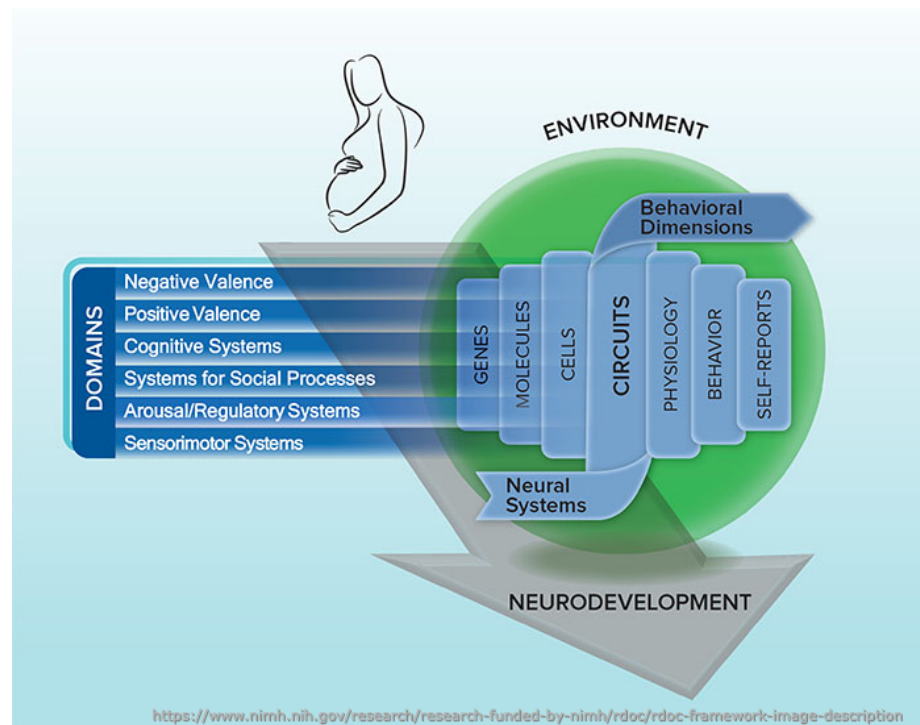 ENVIRONMENT
Behavioral
Dimensions
DOMAINS
Negative Valence
Positive Valence
Cognitive Systems
Systems for Social Processes
Arousal/Regulatory Systems
Sensorimotor Systems
GENES
MOLECULES
CELLS
CIRCUITS
PHYSIOLOGY
BEHAVIOR
SELF-REPORTS
Neural
Systems
NEURODEVELOPMENT
https://www.nimh.nih.gov/research/research-funded-by-nimh/rdoc/rdoc-framework-image-description